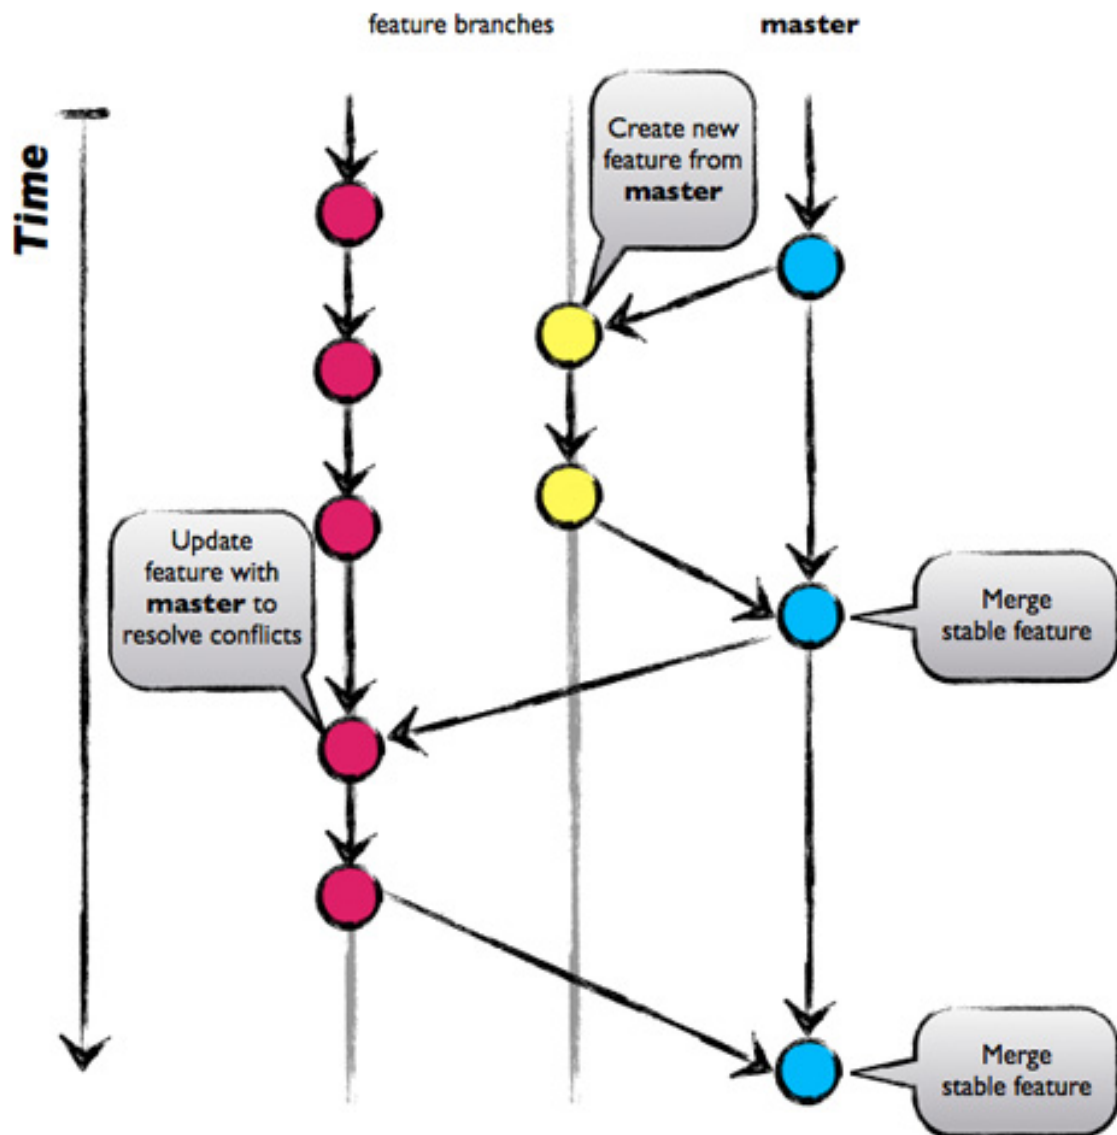 feature branches
master
Time
Create new
feature from
master
Update
feature with
master to
resolve conflicts
Merge
stable feature
Merge
stable feature